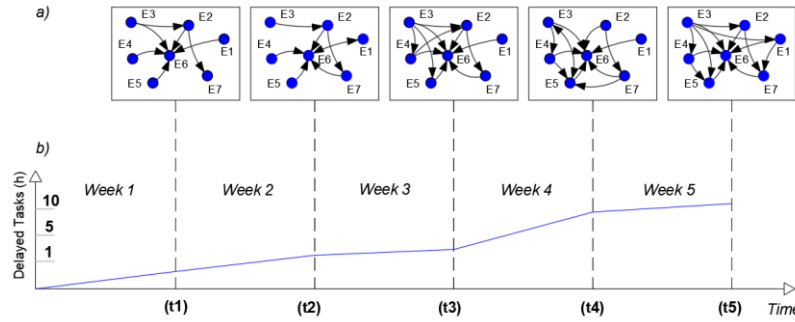 a)
E3 E2 E4 E1 E6 E5 E7
E3 E2 E4 E1 E6 E5 E7
E3 E2 E4 E1 E6 E5 E7
E3 E2 E4 E1 E6 E5 E7
E3 E2 E4 E1 E6 E5 E7
b)
Delayed Tasks (h)
10
5
1
Week 1 Week 2 Week 3 Week 4 Week 5
(t1) (t2) (t3) (t4) (t5) Time